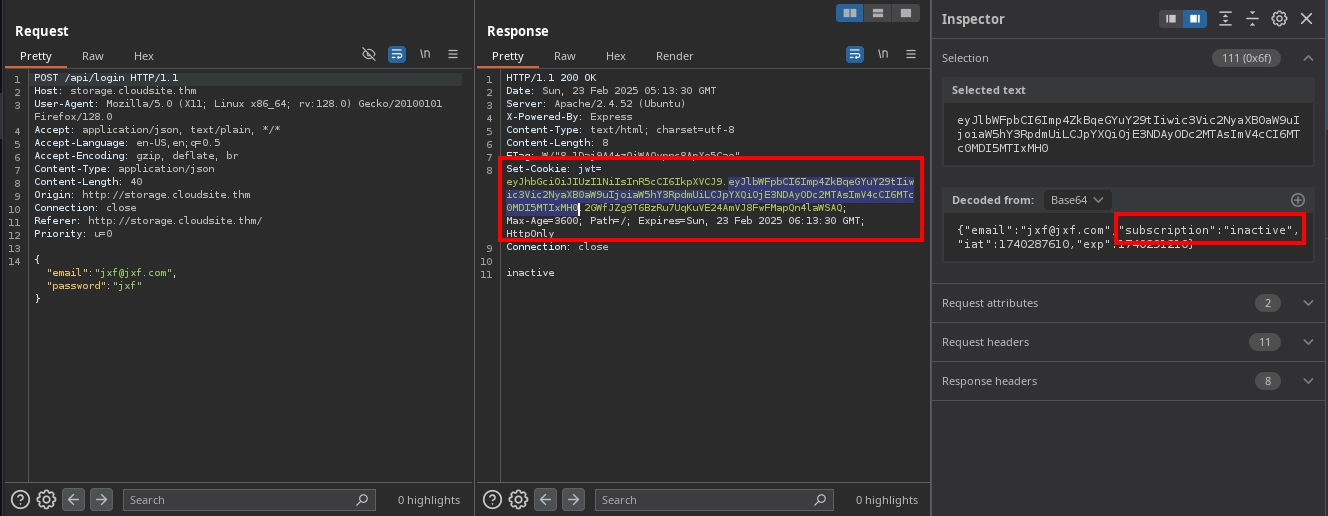 Request
Pretty Raw Hex
\n
1 POST /api/login HTTP/1.1
2 Host: storage.cloudsite.thm
3 User-Agent: Mozilla/5.0 (X11; Linux x86_64; rv:128.0) Gecko/20100101
Firefox/128.0
4 Accept: application/json, text/plain, */*
5 Accept-Language: en-US,en;q=0.5
6 Accept-Encoding: gzip, deflate, br
7 Content-Type: application/json
8 Content-Length: 40
9 Origin: http://storage.cloudsite.thm
10 Connection: close
11 Referer: http://storage.cloudsite.thm/
12 Priority: u=0
13
14 {
"email":"jxf@jxf.com",
"password":"jxf"
}
Search
0 highlights
Response
Pretty Raw Hex Render
\n
1 HTTP/1.1 200 OK
2 Date: Sun, 23 Feb 2025 05:13:30 GMT
3 Server: Apache/2.4.52 (Ubuntu)
4 X-Powered-By: Express
5 Content-Type: text/html; charset=utf-8
6 Content-Length: 8
7
8 Set-Cookie: jwt=
eyJhbGciOiJIUzI1NiIsInR5cCI6IkpXVCJ9.eyJlbWFpbCI6Imp4ZkBqeGYuY29tIiw
ic3Vic2NyaXB0aW9uIjoiaW5hY3RpdmUiLCJpYXQiOjE3NDAyODc2MTAsImV4cCI6MTc
0MDI5MTIxMH0.2GWfJZg9T6BzRu7UqKuVE24AmVJ8FwFMapQn4laWSAQ;
Max-Age=3600; Path=/; Expires=Sun, 23 Feb 2025 06:13:30 GMT;
HttpOnly
9 Connection: close
10
11 inactive
Search
0 highlights
Inspector
Selection 111 (0x6f)
Selected text
eyJlbWFpbCI6Imp4ZkBqeGYuY29tIiwic3Vic2NyaXB0aW9uI
joiaW5hY3RpdmUiLCJpYXQiOjE3NDAyODc2MTAsImV4cCI6MT
c0MDI5MTIxMH0
Decoded from: Base64
{"email":"jxf@jxf.com","subscription":"inactive",
"iat":1740287610,"exp":1740291210}
Request attributes 2
Request headers 11
Response headers 8